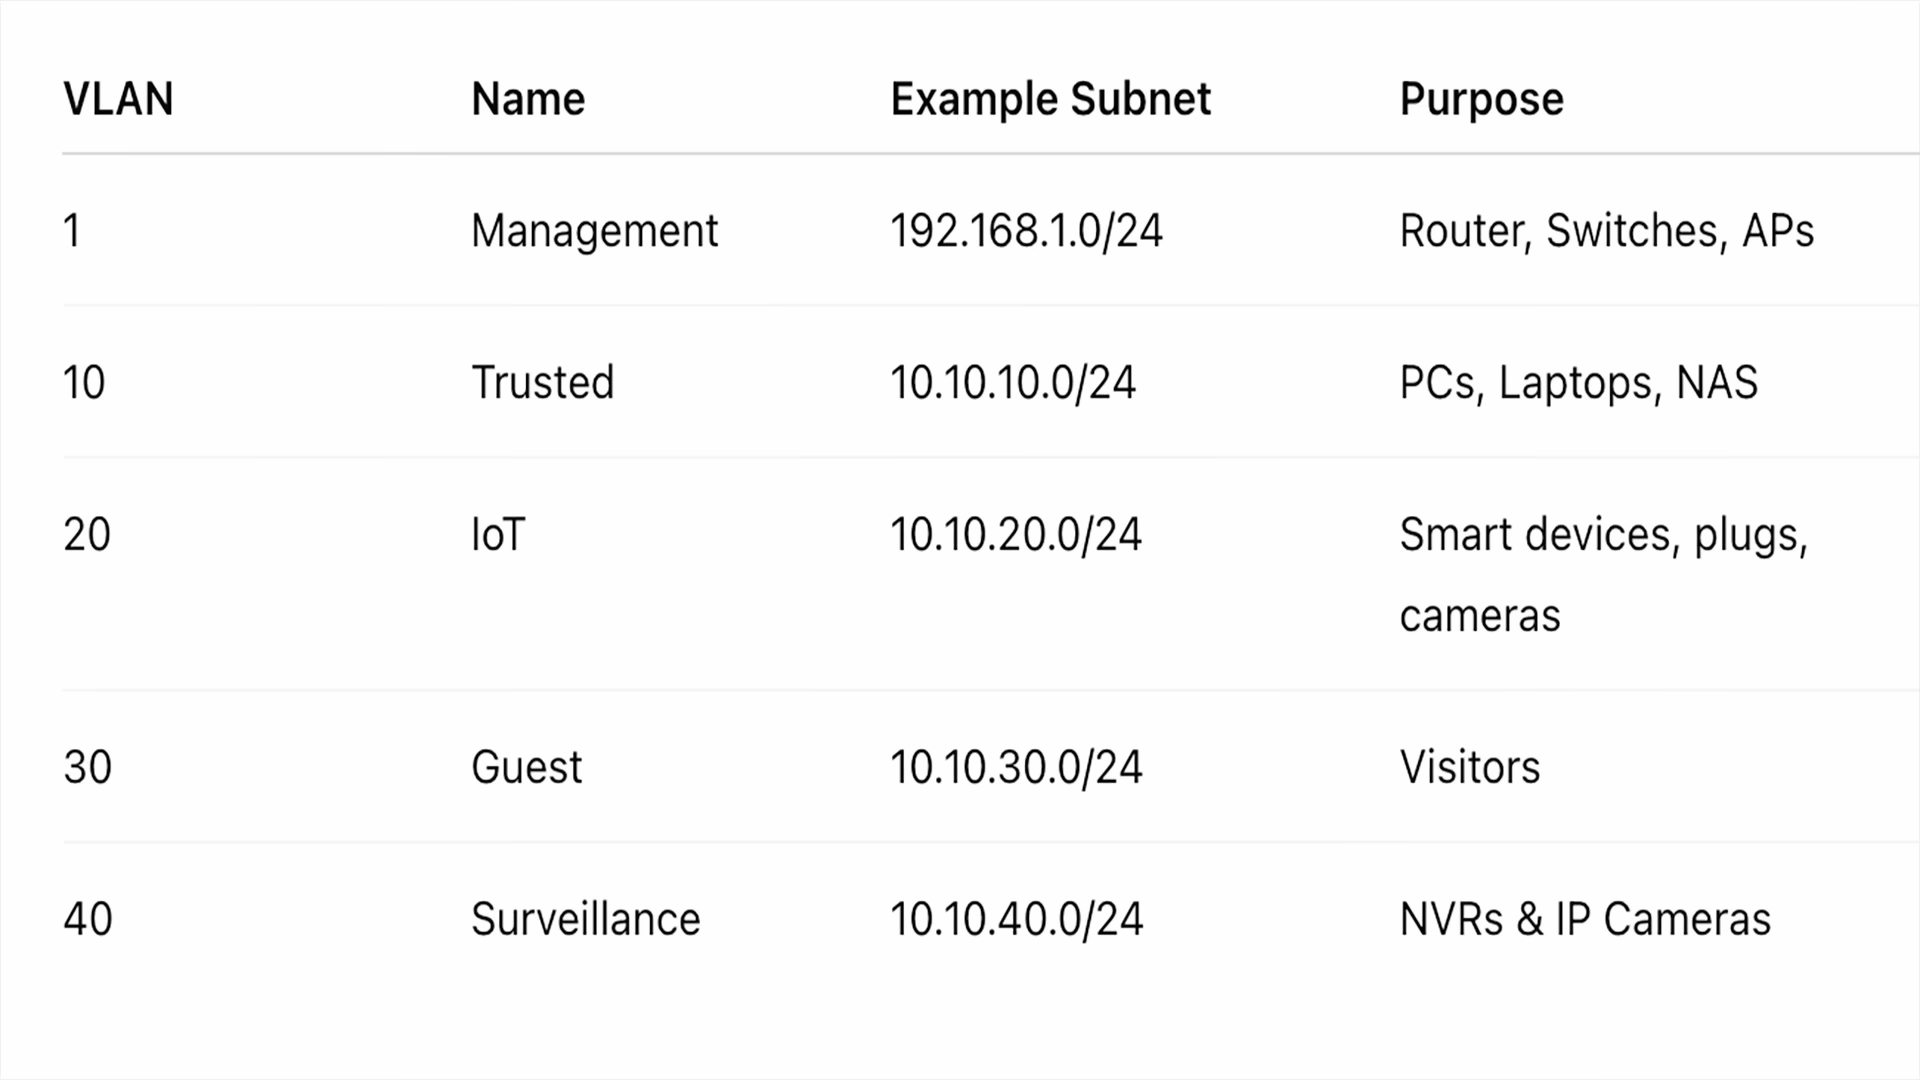 VLAN Name Example Subnet Purpose
1 Management 192.168.1.0/24 Router, Switches, APs
10 Trusted 10.10.10.0/24 PCs, Laptops, NAS
20 IoT 10.10.20.0/24 Smart devices, plugs,
cameras
30 Guest 10.10.30.0/24 Visitors
40 Surveillance 10.10.40.0/24 NVRs & IP Cameras